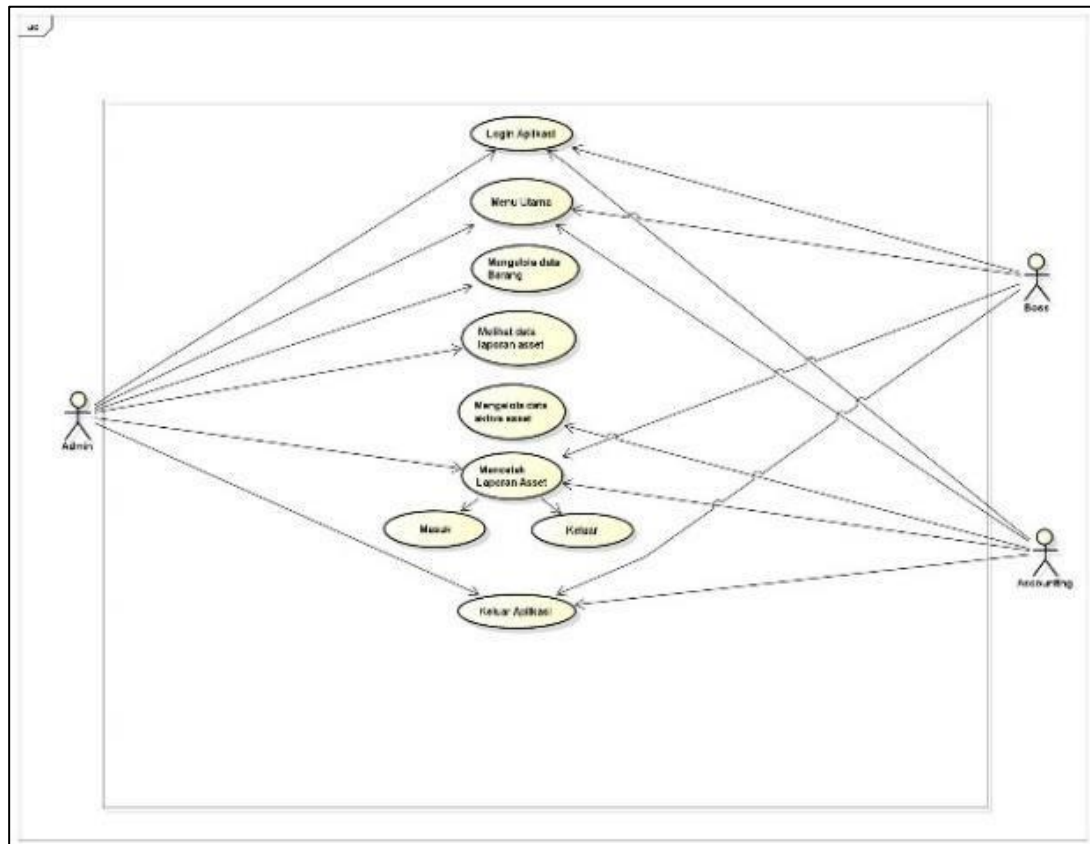 uc
Login Aplikasi
Menu Utama
Mengelola data
Barang
Melihat data
laporan asset
Mengelola data
aktiva asset
Mencetak
Laporan Asset
Masuk
Keluar
Keluar Aplikasi
Admin
Boss
Accounting